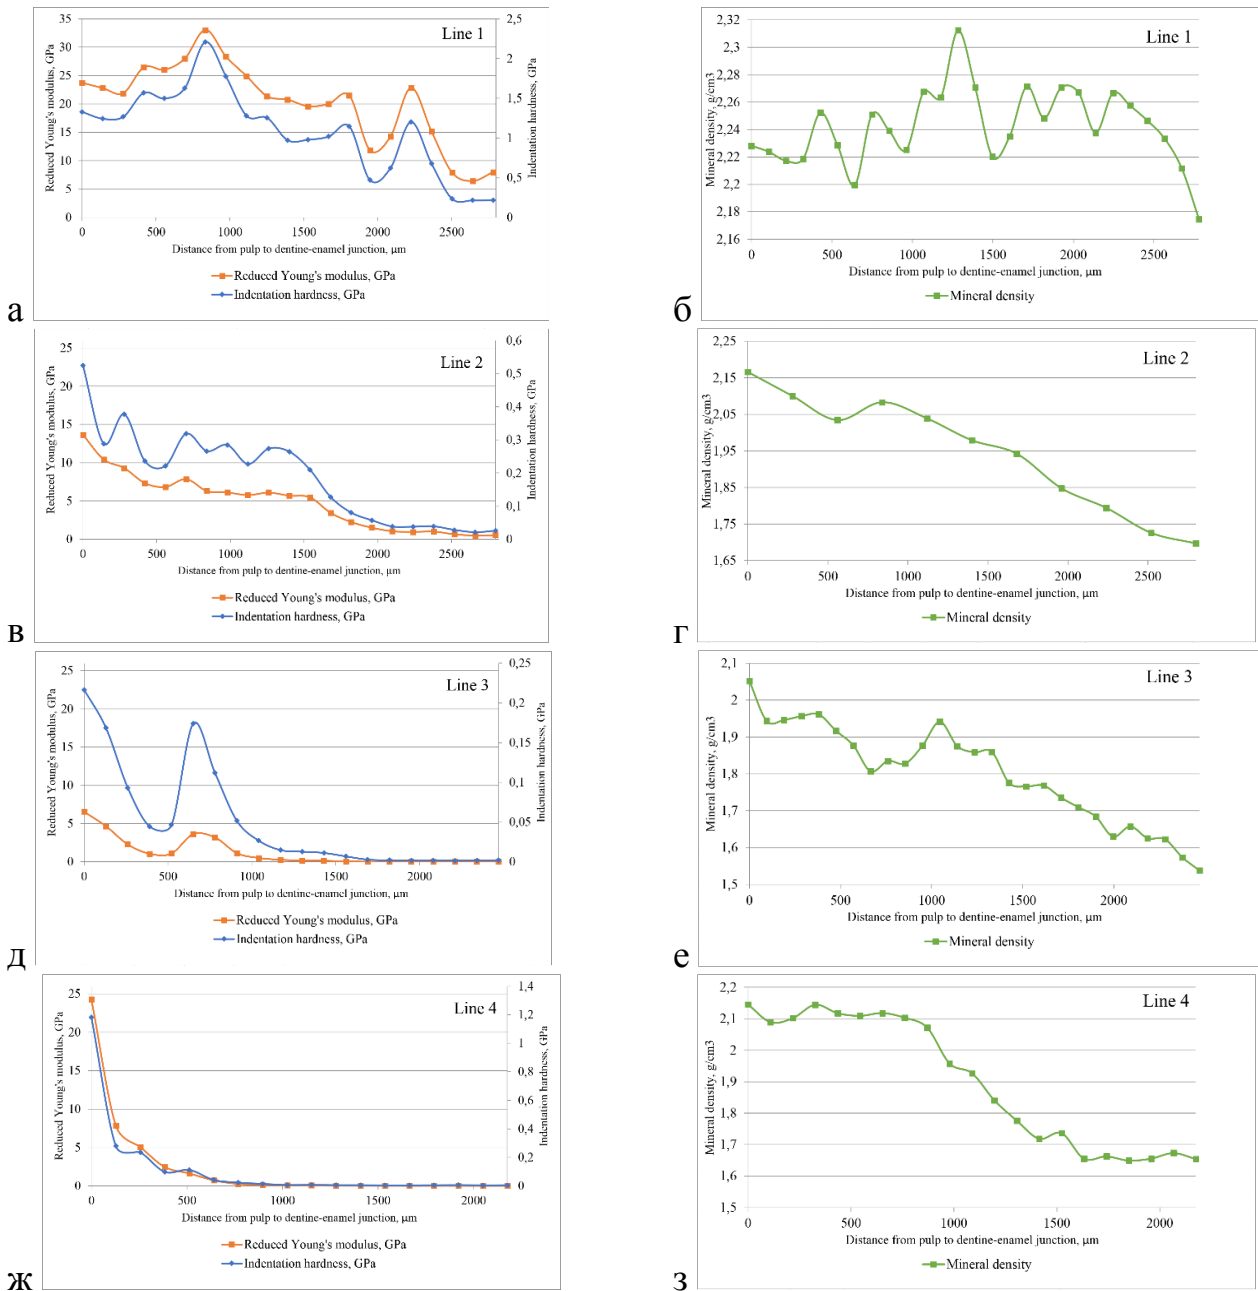 Line 1
Reduced Young's modulus, GPa
35
30
25
20
15
10
5
0
2,5
2
1,5
1
0,5
0
Indentation hardness, GPa
0 500 1000 1500 2000 2500
Distance from pulp to dentine-enamel junction, µm
Reduced Young's modulus, GPa
Indentation hardness, GPa
а
Line 1
Mineral density, g/cm3
2,32
2,3
2,28
2,26
2,24
2,22
2,2
2,18
2,16
0 500 1000 1500 2000 2500
Distance from pulp to dentine-enamel junction, µm
Mineral density
б
Line 2
Reduced Young's modulus, GPa
25
20
15
10
5
0
0,6
0,5
0,4
0,3
0,2
0,1
0
Indentation hardness, GPa
0 500 1000 1500 2000 2500
Distance from pulp to dentine-enamel junction, µm
Reduced Young's modulus, GPa
Indentation hardness, GPa
в
Line 2
Mineral density, g/cm3
2,25
2,15
2,05
1,95
1,85
1,75
1,65
0 500 1000 1500 2000 2500
Distance from pulp to dentine-enamel junction, µm
Mineral density
г
Line 3
Reduced Young's modulus, GPa
25
20
15
10
5
0
0,25
0,2
0,15
0,1
0,05
0
Indentation hardness, GPa
0 500 1000 1500 2000
Distance from pulp to dentine-enamel junction, µm
Reduced Young's modulus, GPa
Indentation hardness, GPa
д
Line 3
Mineral density, g/cm3
2,1
2
1,9
1,8
1,7
1,6
1,5
0 500 1000 1500 2000
Distance from pulp to dentine-enamel junction, µm
Mineral density
е
Line 4
Reduced Young's modulus, GPa
25
20
15
10
5
0
1,4
1,2
1
0,8
0,6
0,4
0,2
0
Indentation hardness, GPa
0 500 1000 1500 2000
Distance from pulp to dentine-enamel junction, µm
Reduced Young's modulus, GPa
Indentation hardness, GPa
ж
Line 4
Mineral density, g/cm3
2,2
2,1
2
1,9
1,8
1,7
1,6
1,5
0 500 1000 1500 2000
Distance from pulp to dentine-enamel junction, µm
Mineral density
з